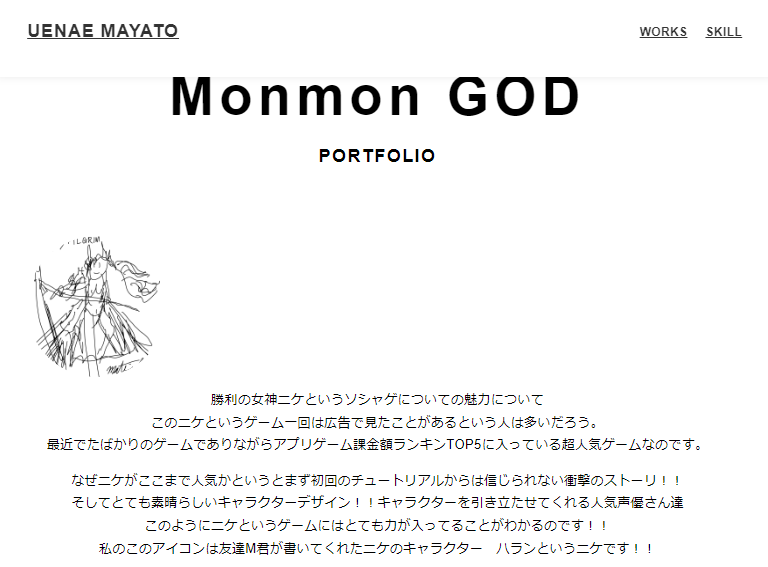 UENAE MAYATO
WORKS SKILL
Monmon GOD
PORTFOLIO
ILGRIM
勝利の女神ニケというソシャゲについての魅力について
このニケというゲーム一回は広告で見たことがあるという人は多いだろう。
最近でたばかりのゲームでありながらアプリゲーム課金額ランキンTOP5に入っている超人気ゲームなのです。
なぜニケがここまで人気かというとまず初回のチュートリアルからは信じられない衝撃のストーリ！！
そしてとても素晴らしいキャラクターデザイン！！キャラクターを引き立たせてくれる人気声優さん達
このようにニケというゲームにはとても力が入ってることがわかるのです！！
私のこのアイコンは友達M君が書いてくれたニケのキャラクター　ハランというニケです！！